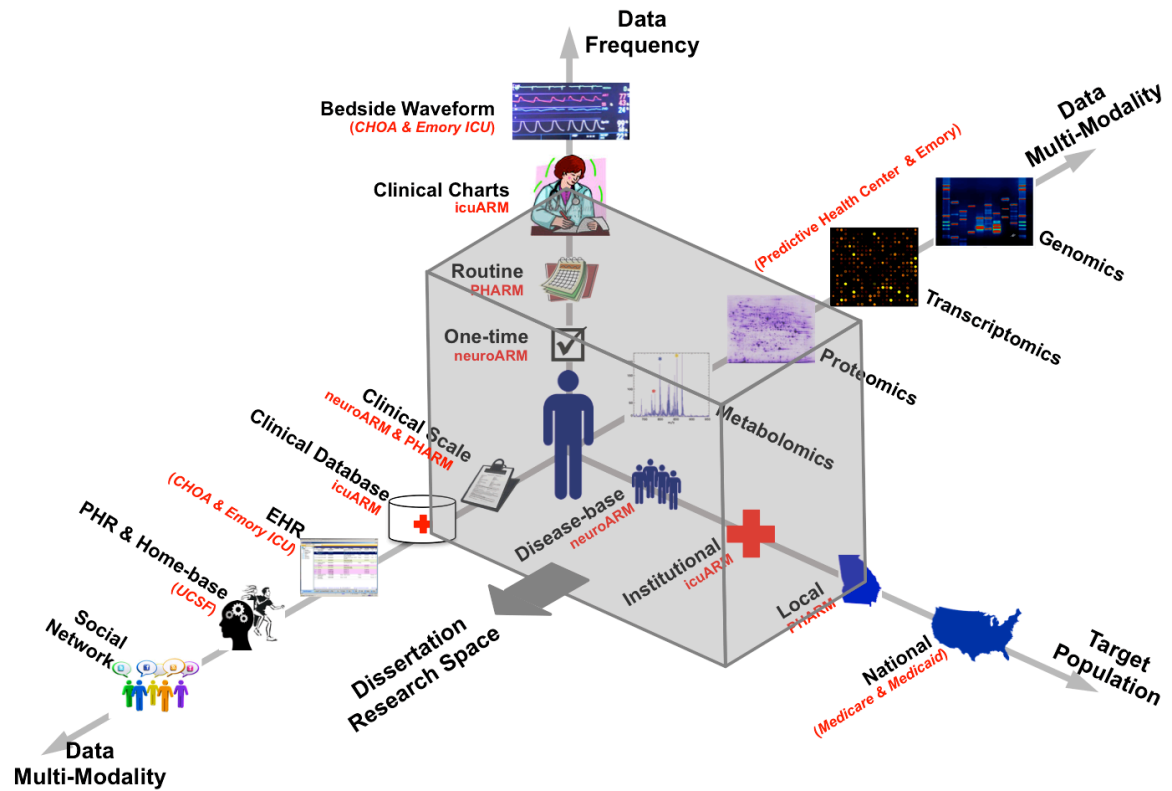 Data
Frequency
Bedside Waveform
(CHOA & Emory ICU)
Clinical Charts
icuARM
Routine
PHARM
One-time
neuroARM
Data
Multi-Modality
(Predictive Health Center & Emory)
Genomics
Transcriptomics
Proteomics
Metabolomics
Clinical Scale
neuroARM & PHARM
Clinical Database
icuARM
EHR
(CHOA & Emory ICU)
PHR & Home-base
(UCSF)
Social
Network
Data
Multi-Modality
Disease-base
neuroARM
Institutional
icuARM
Local
PHARM
National
(Medicare & Medicaid)
Target
Population
Dissertation
Research Space